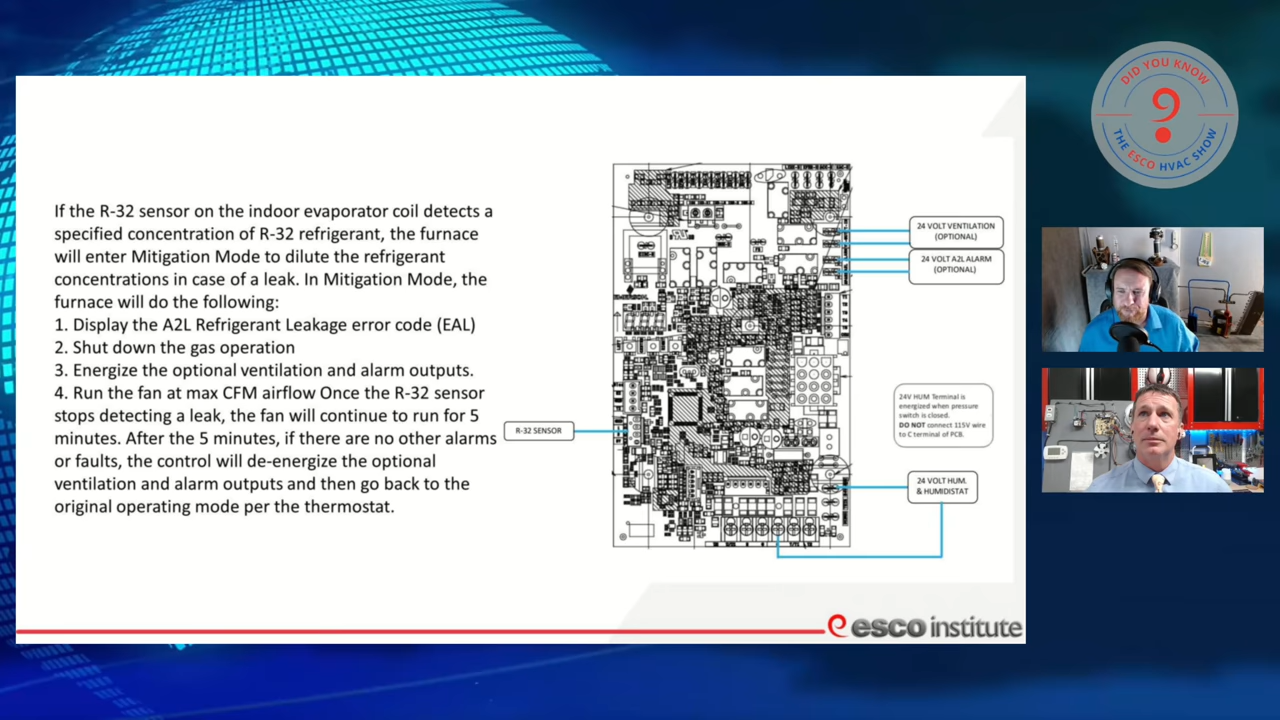 If the R-32 sensor on the indoor evaporator coil detects a
specified concentration of R-32 refrigerant, the furnace
will enter Mitigation Mode to dilute the refrigerant
concentrations in case of a leak. In Mitigation Mode, the
furnace will do the following:
1. Display the A2L Refrigerant Leakage error code (EAL)
2. Shut down the gas operation
3. Energize the optional ventilation and alarm outputs.
4. Run the fan at max CFM airflow Once the R-32 sensor
stops detecting a leak, the fan will continue to run for 5
minutes. After the 5 minutes, if there are no other alarms
or faults, the control will de-energize the optional
ventilation and alarm outputs and then go back to the
original operating mode per the thermostat.
R-32 SENSOR
24 VOLT VENTILATION
(OPTIONAL)
24 VOLT A2L ALARM
(OPTIONAL)
24V HUM Terminal is
energized when pressure
switch is closed.
DO NOT connect 115V wire
to C terminal of PCB.
24 VOLT HUM.
& HUMIDISTAT
esco institute
DID YOU KNOW
?
THE ESCO HVAC SHOW